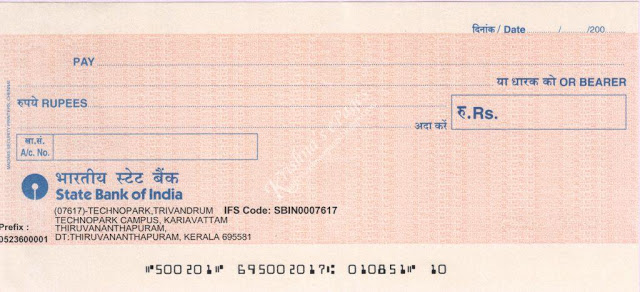 दिनांक / Date / /200
PAY
या धारक को OR BEARER
रुपये RUPEES
अदा करें
रु.Rs.
खा.सं.
A/c. No.
भारतीय स्टेट बैंक
State Bank of India
(07617)-TECHNOPARK,TRIVANDRUM IFS Code: SBIN0007617
TECHNOPARK CAMPUS, KARIAVATTAM
Prefix : THIRUVANANTHAPURAM,
0523600001 DT:THIRUVANANTHAPURAM, KERALA 695581
⑈500201⑈ 695002017⑆ 010851⑈ 10